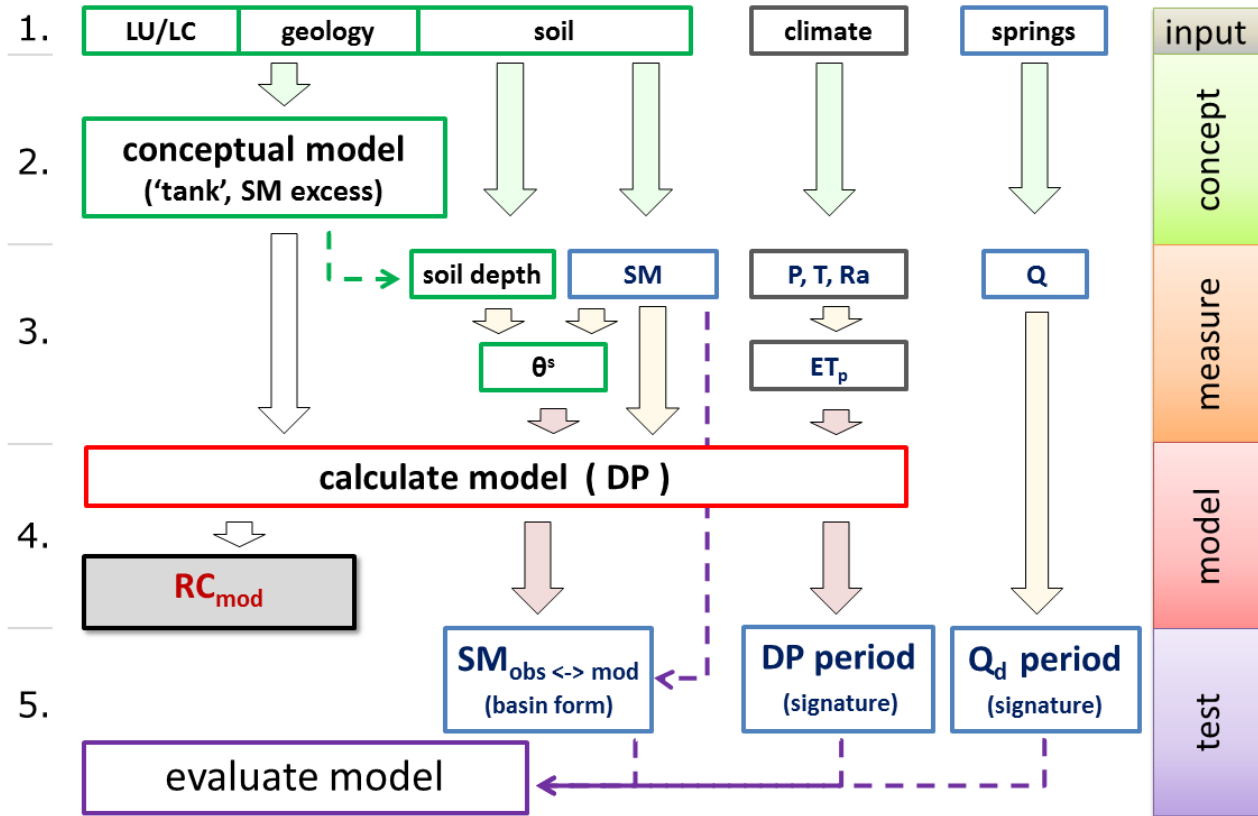 1.
LU/LC
geology
soil
climate
springs
input
2.
conceptual model
('tank', SM excess)
concept
3.
soil depth
SM
P, T, Ra
Q
θˢ
ETₚ
measure
calculate model ( DP )
4.
RCmod
model
5.
SMobs <-> mod
(basin form)
DP period
(signature)
Qd period
(signature)
test
evaluate model